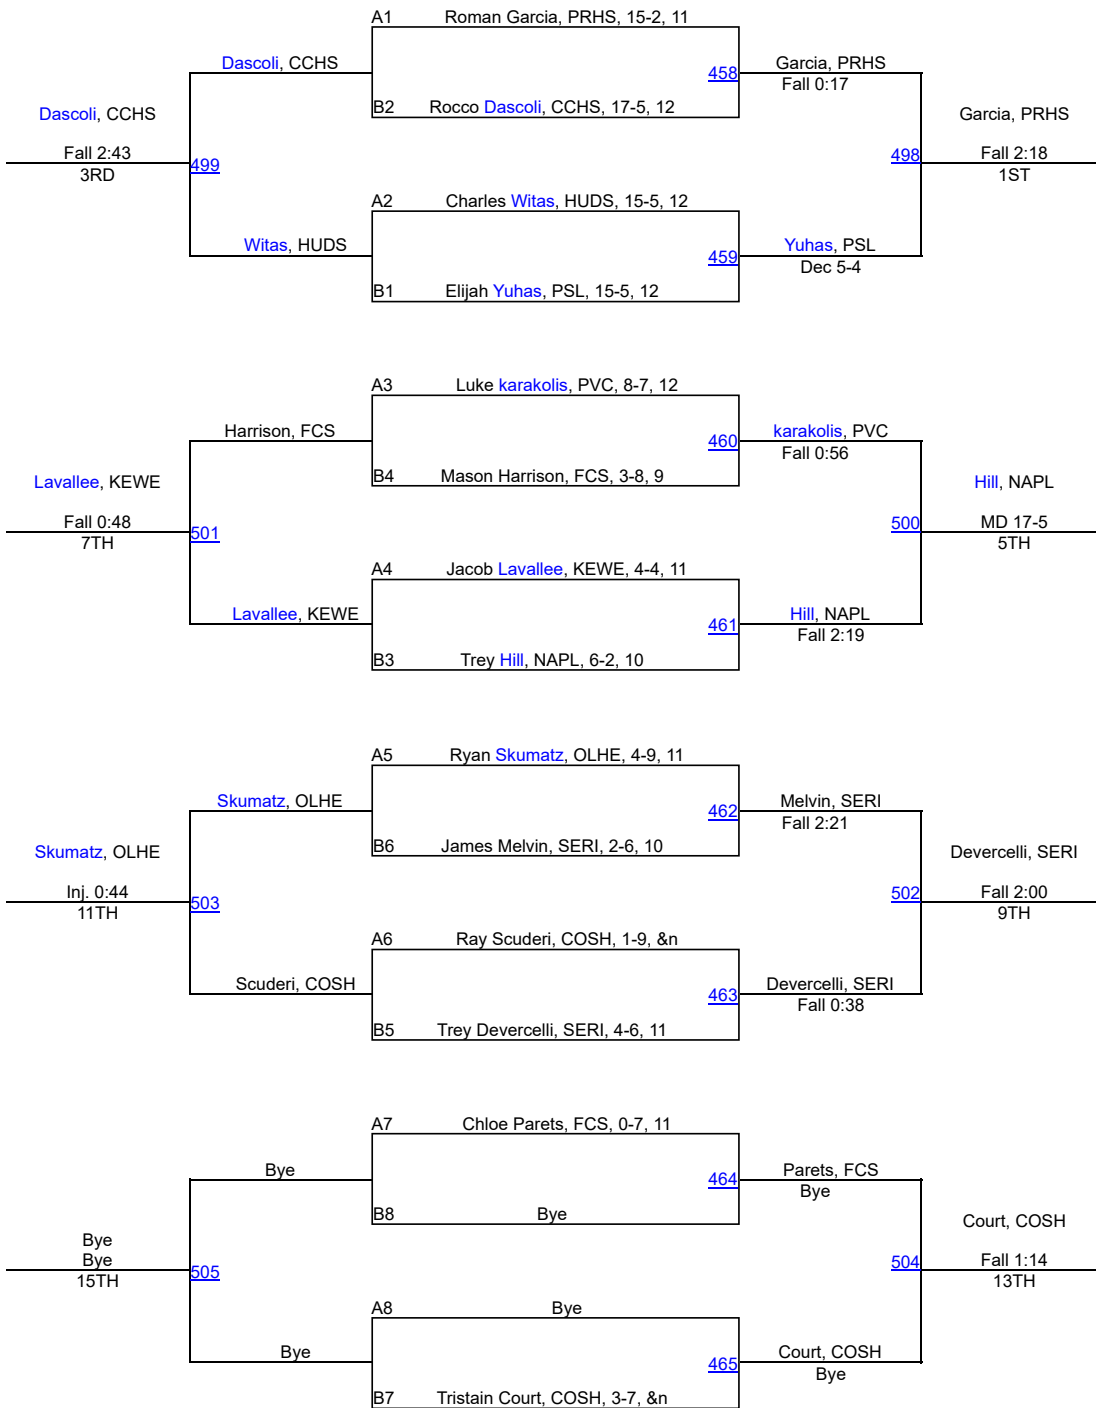 A1 Roman Garcia, PRHS, 15-2, 11
Dascoli, CCHS
458
Garcia, PRHS
Fall 0:17
B2 Rocco Dascoli, CCHS, 17-5, 12
Dascoli, CCHS
Fall 2:43
3RD
499
Garcia, PRHS
498
Fall 2:18
1ST
A2 Charles Witas, HUDS, 15-5, 12
Witas, HUDS
459
Yuhas, PSL
Dec 5-4
B1 Elijah Yuhas, PSL, 15-5, 12
A3 Luke karakolis, PVC, 8-7, 12
Harrison, FCS
460
karakolis, PVC
Fall 0:56
B4 Mason Harrison, FCS, 3-8, 9
Lavallee, KEWE
Fall 0:48
7TH
501
Hill, NAPL
500
MD 17-5
5TH
A4 Jacob Lavallee, KEWE, 4-4, 11
Lavallee, KEWE
461
Hill, NAPL
Fall 2:19
B3 Trey Hill, NAPL, 6-2, 10
A5 Ryan Skumatz, OLHE, 4-9, 11
Skumatz, OLHE
462
Melvin, SERI
Fall 2:21
B6 James Melvin, SERI, 2-6, 10
Skumatz, OLHE
Inj. 0:44
11TH
503
Devercelli, SERI
502
Fall 2:00
9TH
A6 Ray Scuderi, COSH, 1-9, &n
Scuderi, COSH
463
Devercelli, SERI
Fall 0:38
B5 Trey Devercelli, SERI, 4-6, 11
A7 Chloe Parets, FCS, 0-7, 11
Bye
464
Parets, FCS
Bye
B8 Bye
Bye
Bye
15TH
505
Court, COSH
504
Fall 1:14
13TH
A8 Bye
Bye
465
Court, COSH
Bye
B7 Tristain Court, COSH, 3-7, &n